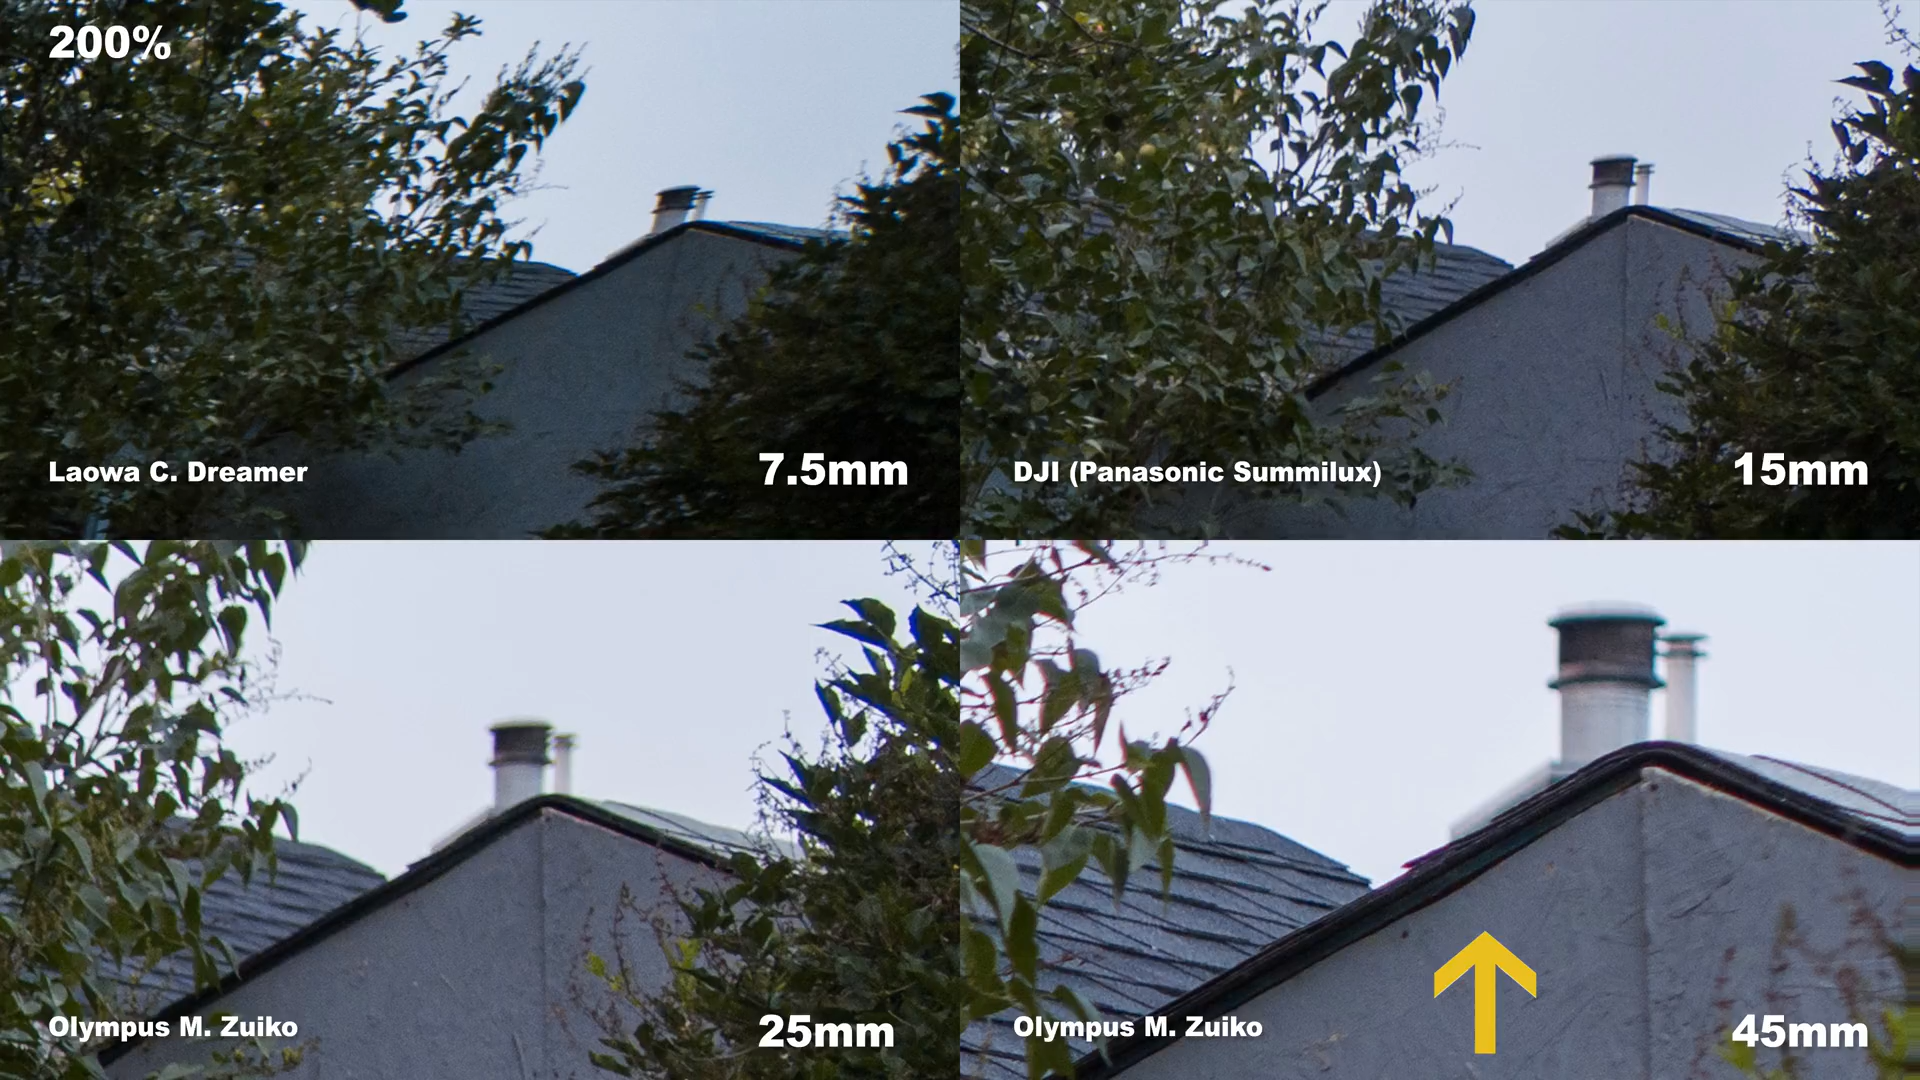 200%
Laowa C. Dreamer
7.5mm
DJI (Panasonic Summilux)
15mm
Olympus M. Zuiko
25mm
Olympus M. Zuiko
45mm